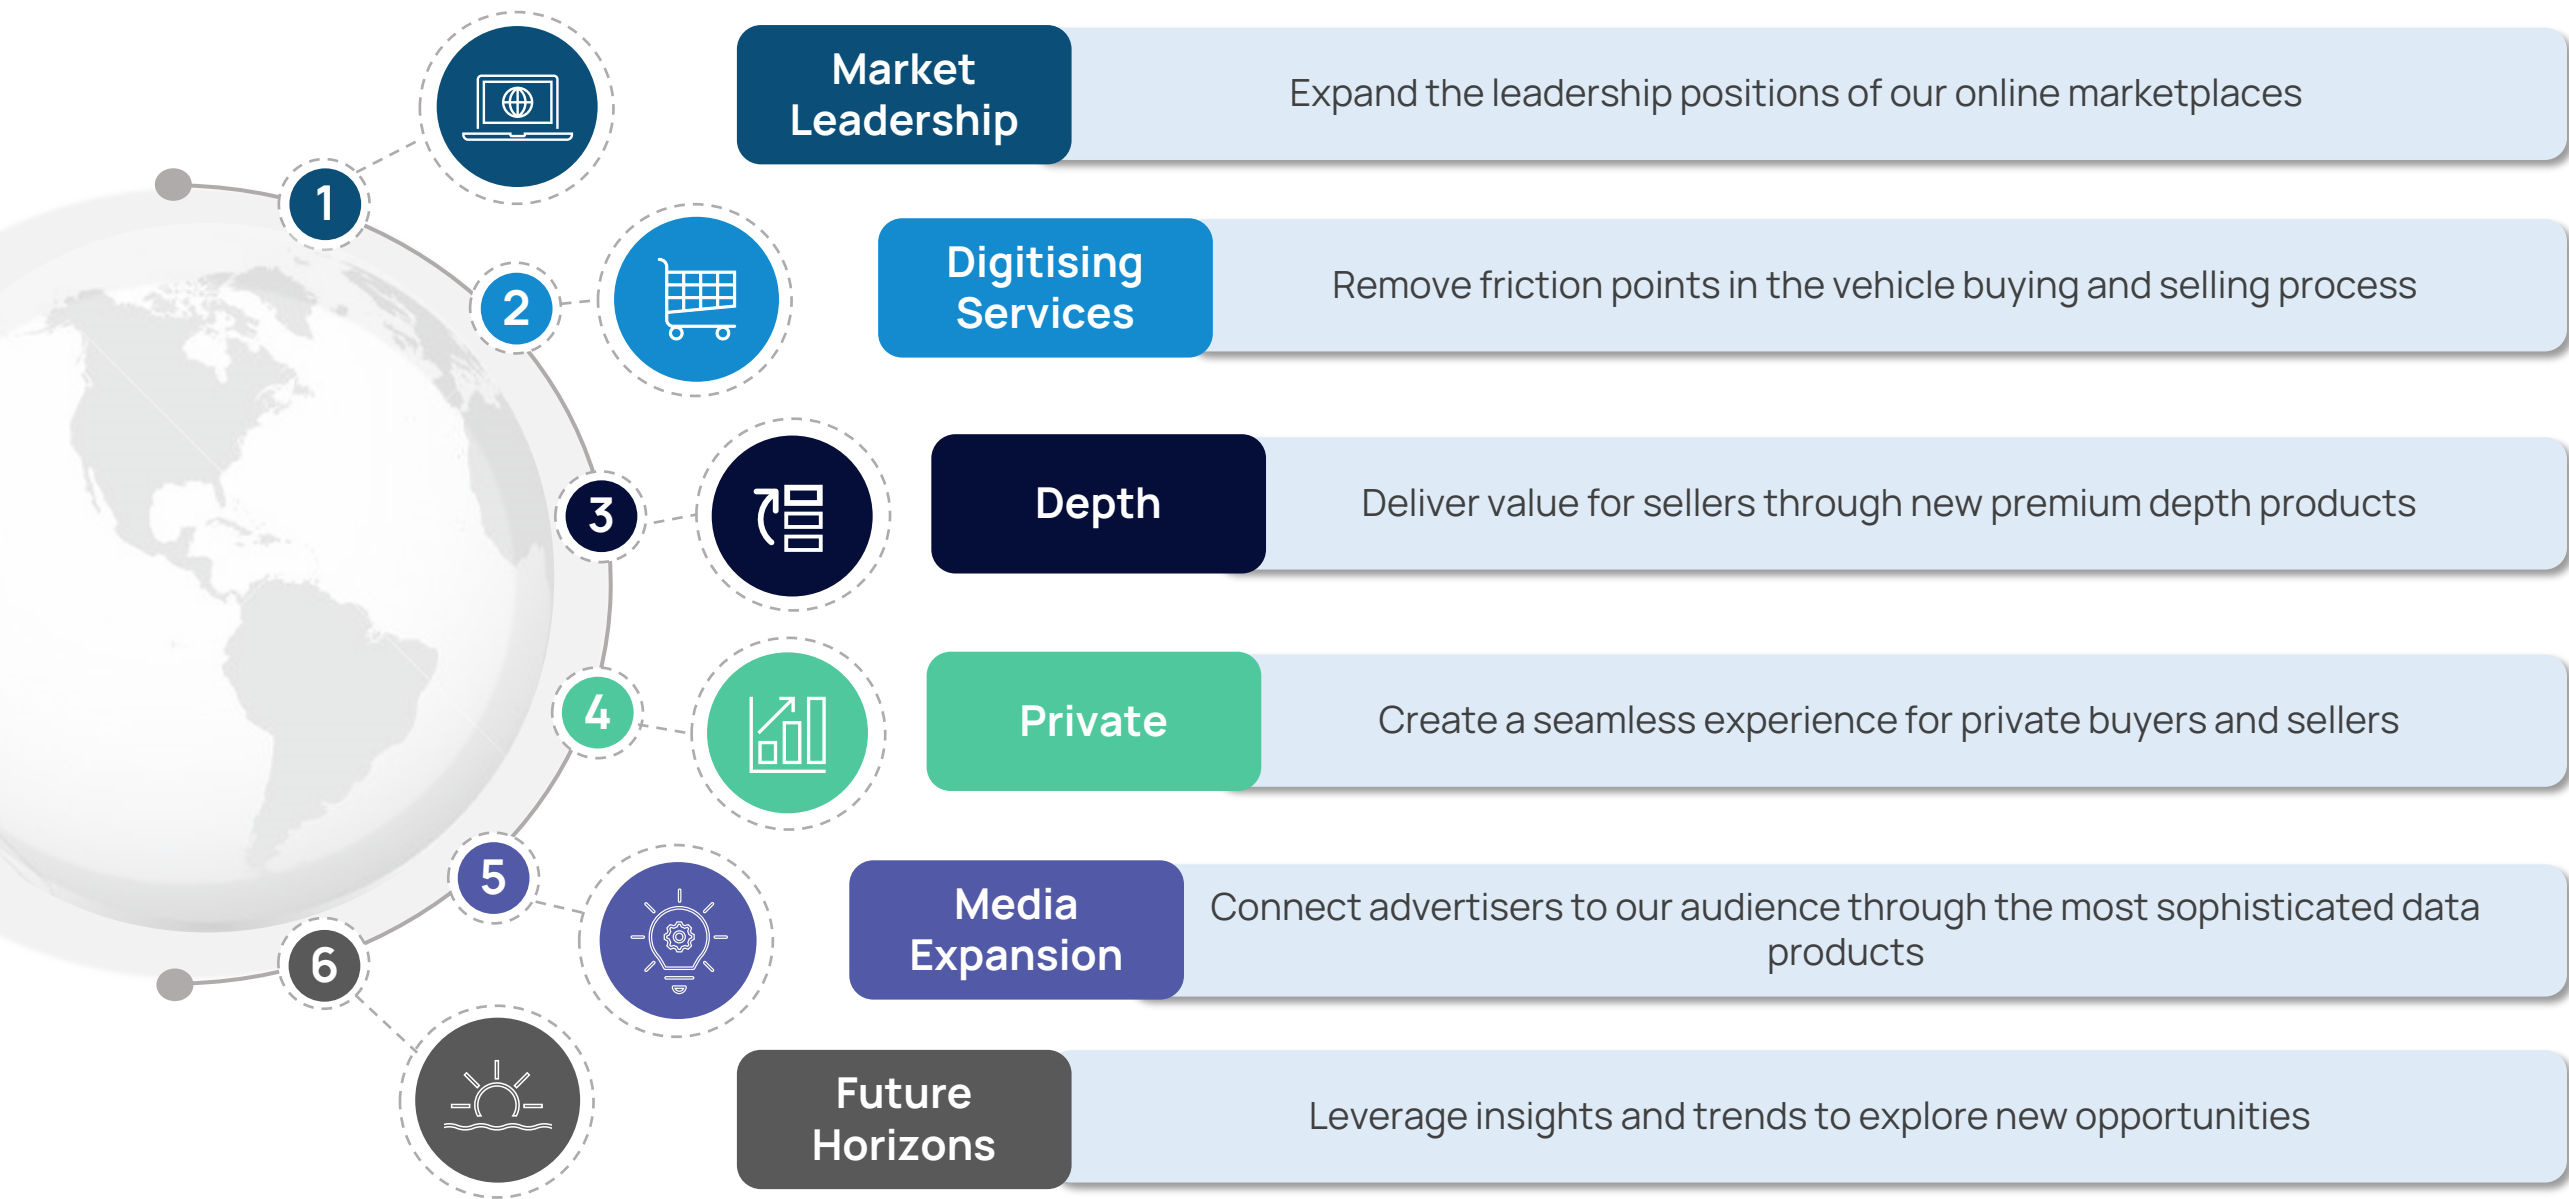 1
Market
Leadership
Expand the leadership positions of our online marketplaces
2
Digitising
Services
Remove friction points in the vehicle buying and selling process
3
Depth
Deliver value for sellers through new premium depth products
4
Private
Create a seamless experience for private buyers and sellers
5
Media
Expansion
Connect advertisers to our audience through the most sophisticated data
products
6
Future
Horizons
Leverage insights and trends to explore new opportunities